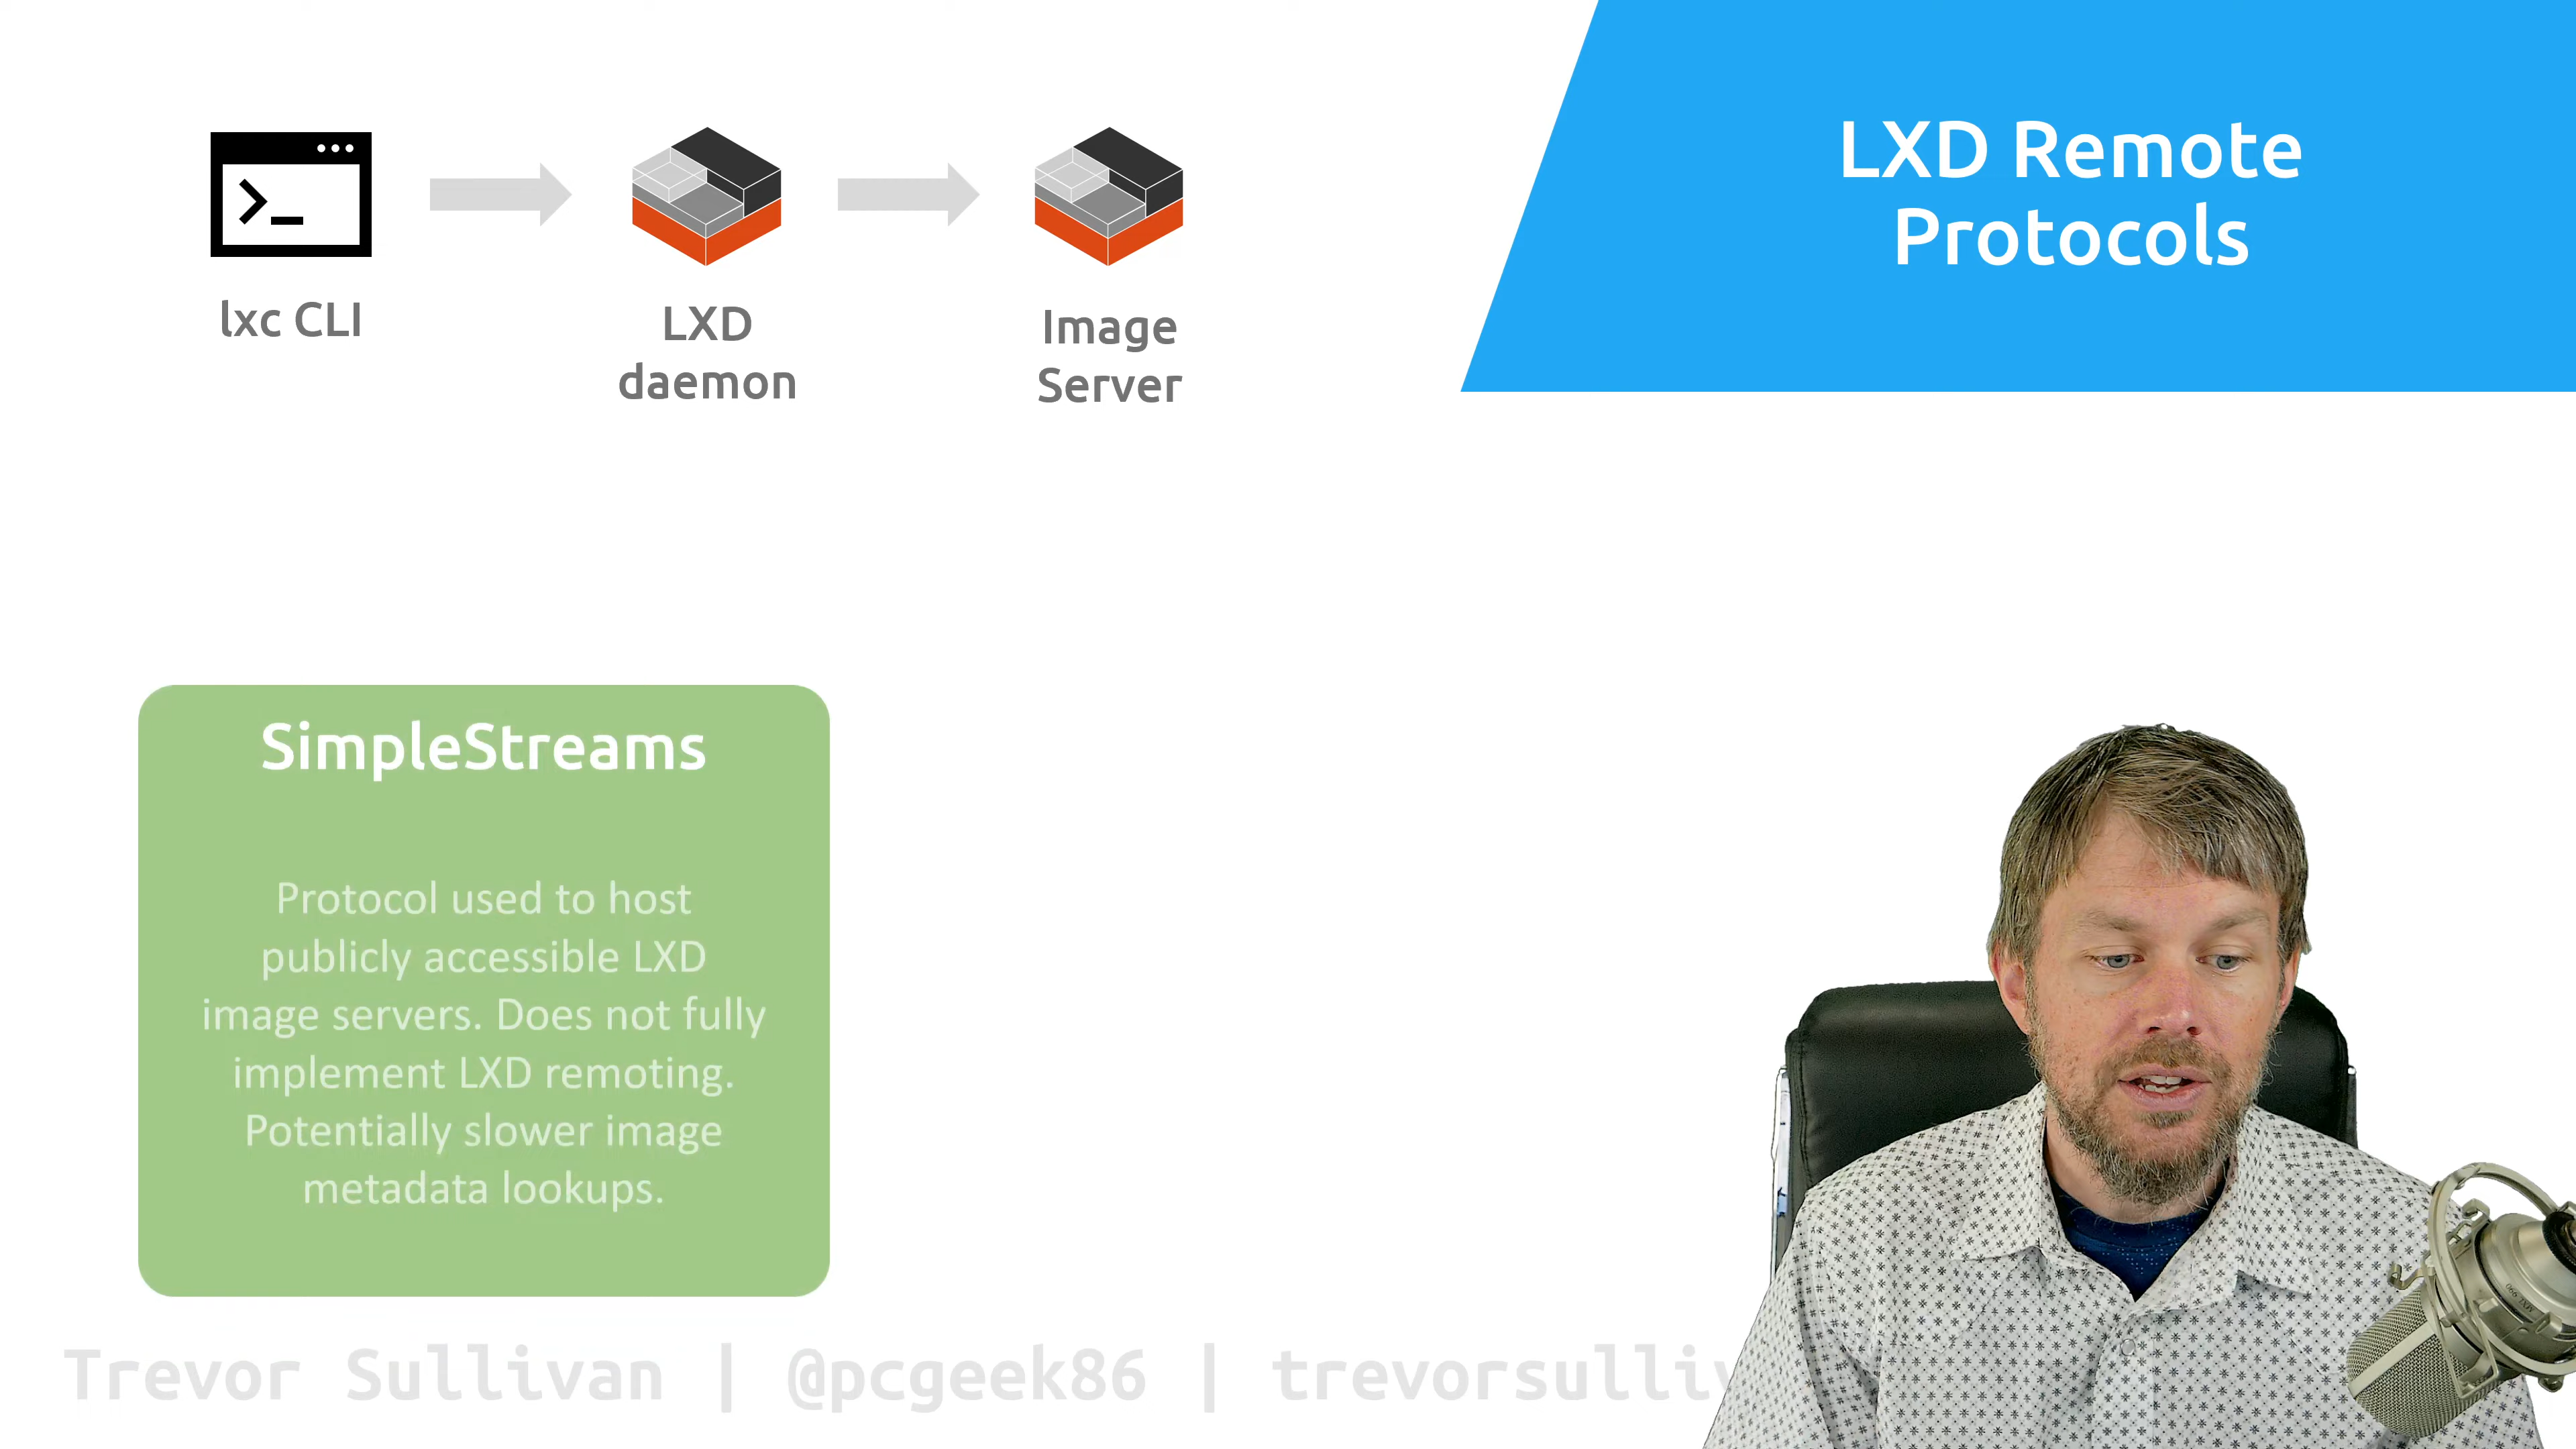 LXD Remote
Protocols
lxc CLI
LXD
daemon
Image
Server
SimpleStreams
Protocol used to host
publicly accessible LXD
image servers. Does not fully
implement LXD remoting.
Potentially slower image
metadata lookups.
Trevor Sullivan | @pcgeek86 |